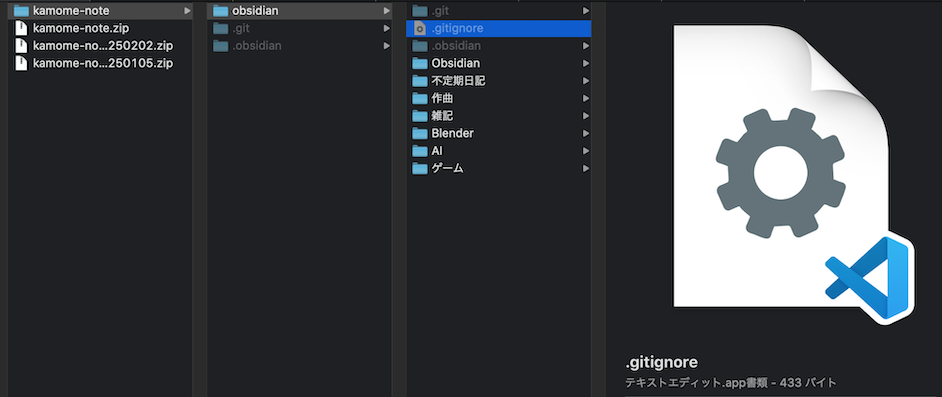 kamome-note
kamome-note.zip
kamome-no...250202.zip
kamome-no...250105.zip
obsidian
.git
.obsidian
.git
.gitignore
.obsidian
Obsidian
不定期日記
作曲
雑記
Blender
AI
ゲーム
.gitignore
テキストエディット.app書類 - 433 バイト